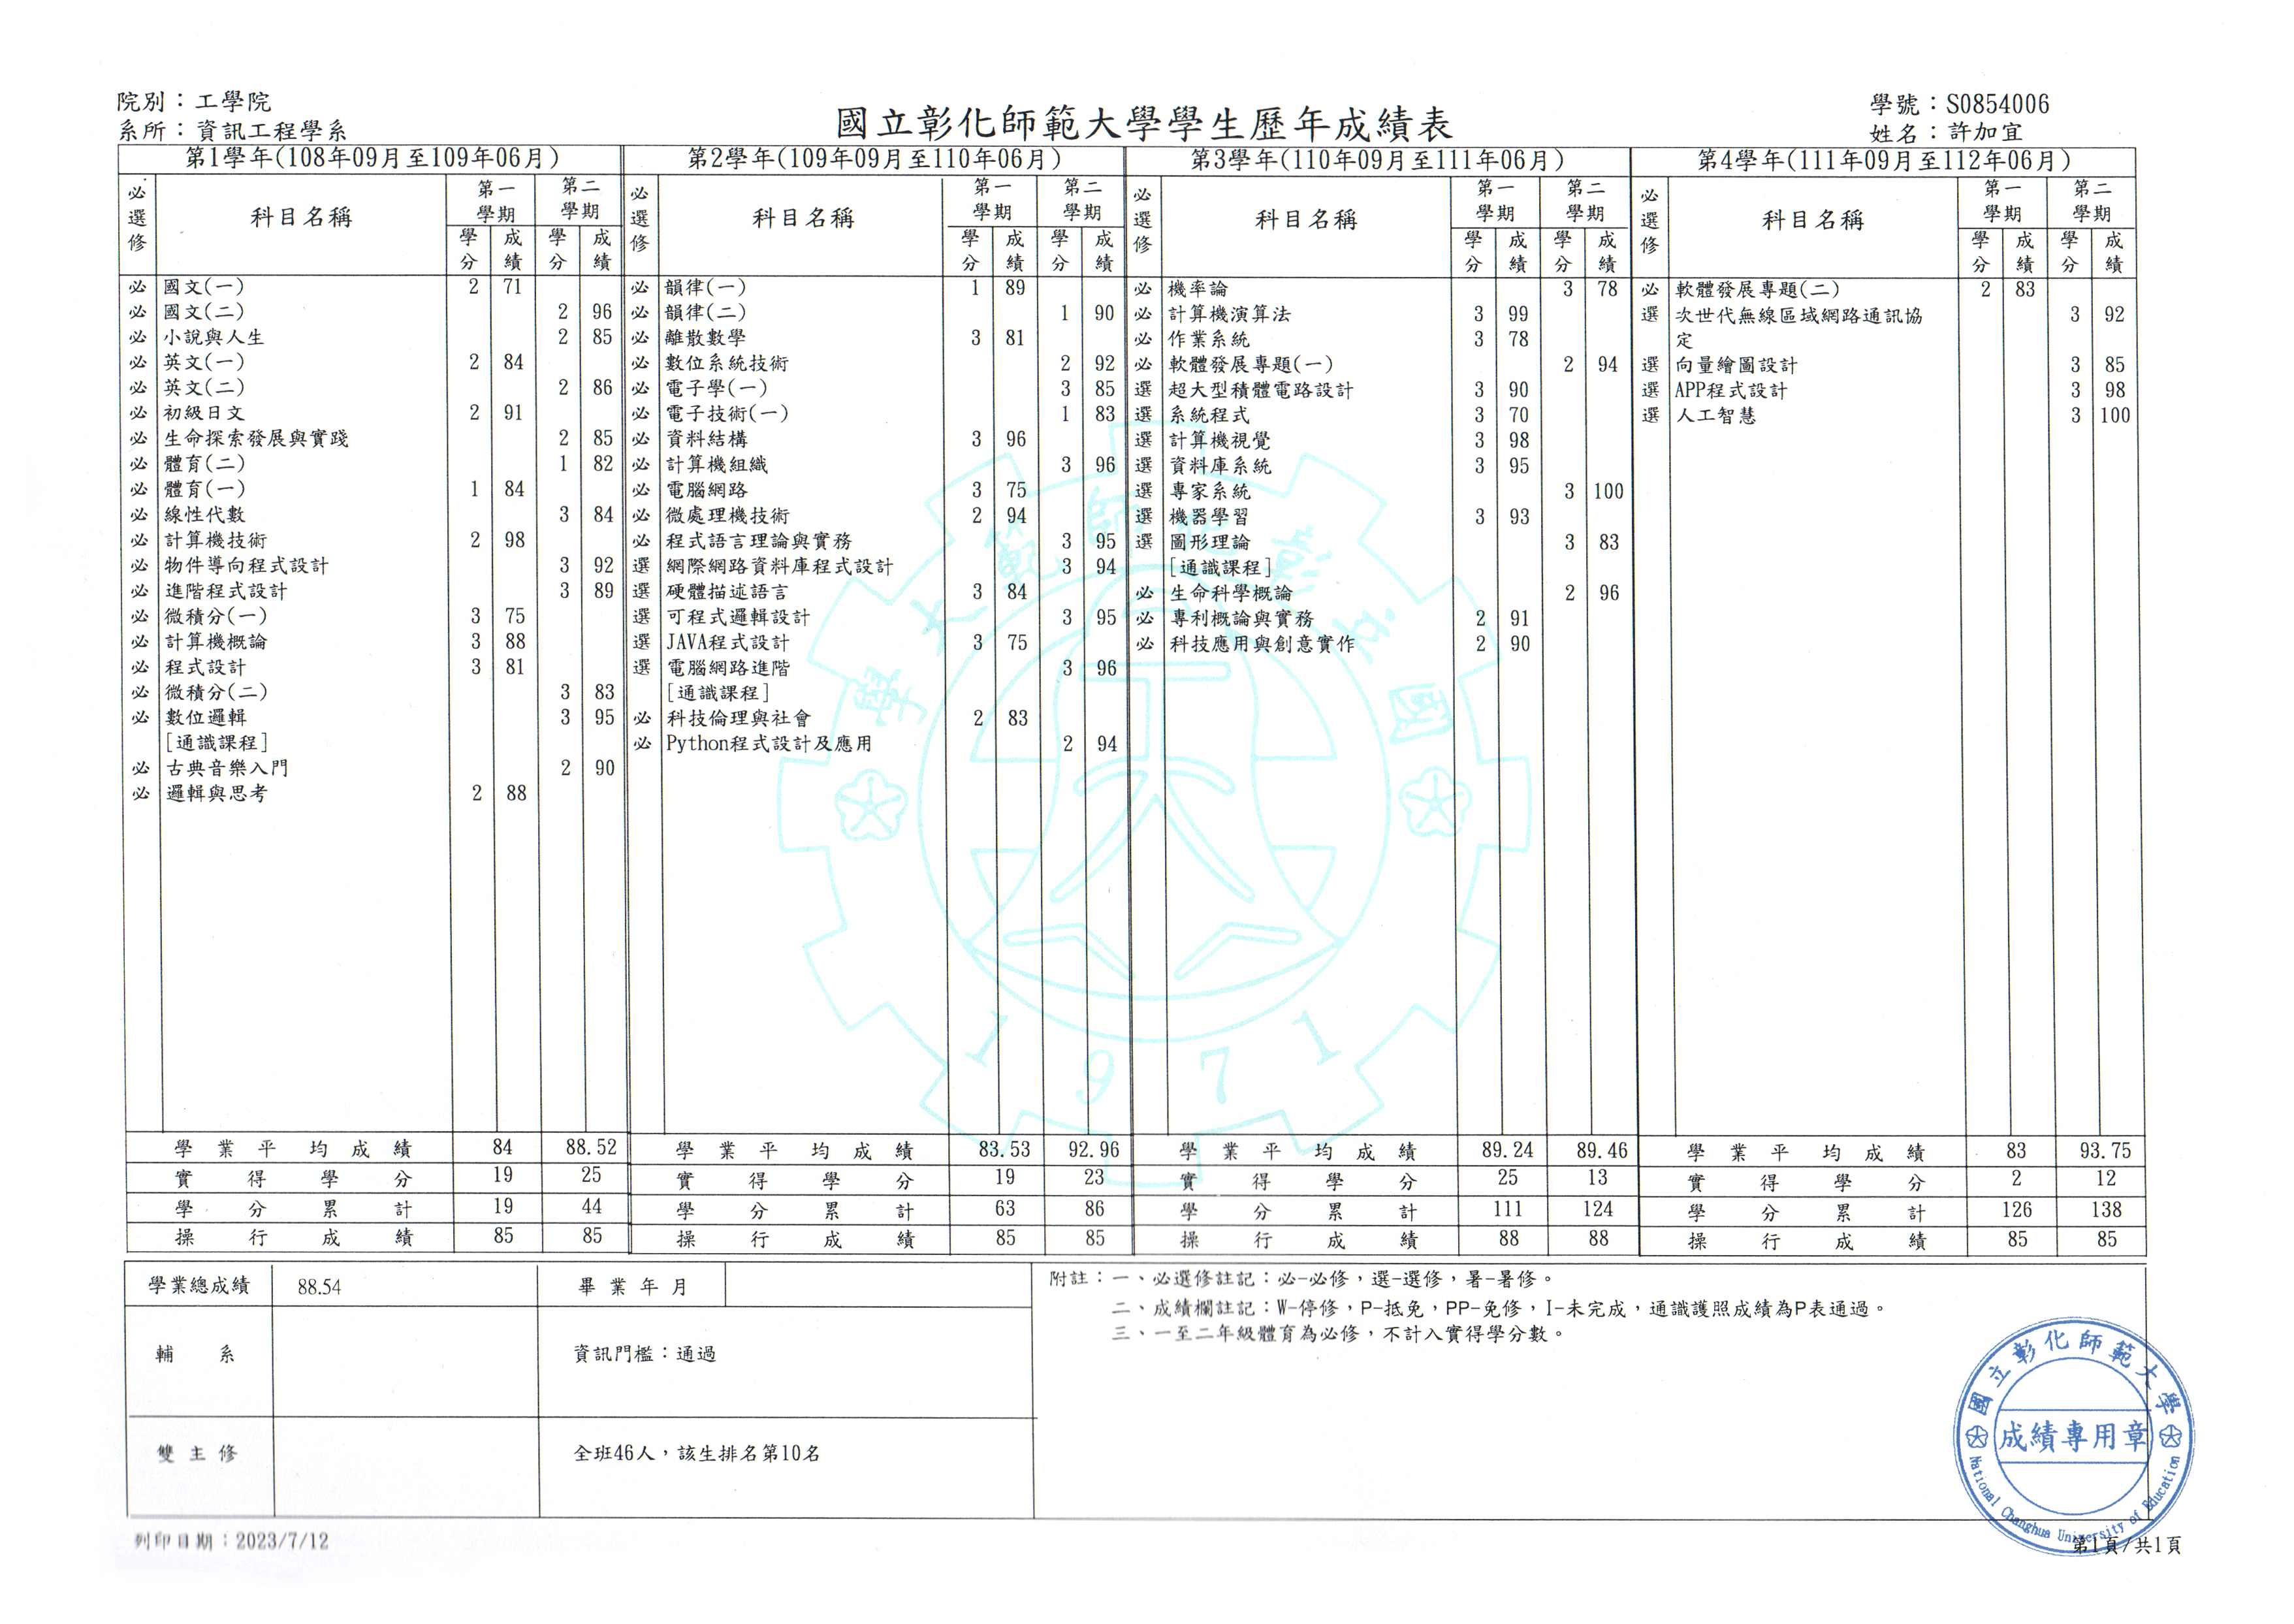 院別：工學院
系所：資訊工程學系
國立彰化師範大學學生歷年成績表
學號：S0854006
姓名：許加宜
第1學年(108年09月至109年06月)
必選修 科目名稱 第一學期 第二學期
學分 成績 學分 成績
必 國文(一) 2 71
必 國文(二) 2 96
必 小說與人生 2 85
必 英文(一) 2 84
必 英文(二) 2 86
必 初級日文 2 91
必 生命探索發展與實踐 2 85
必 體育(二) 1 82
必 體育(一) 1 84
必 線性代數 3 84
必 計算機技術 2 98
必 物件導向程式設計 3 92
必 進階程式設計 3 89
必 微積分(一) 3 75
必 計算機概論 3 88
必 程式設計 3 81
必 微積分(二) 3 83
必 數位邏輯 3 95
[通識課程]
必 古典音樂入門 2 90
必 邏輯與思考 2 88
學業平均成績 84 88.52
實得學分 19 25
學分累計 19 44
操行成績 85 85
第2學年(109年09月至110年06月)
必選修 科目名稱 第一學期 第二學期
學分 成績 學分 成績
必 韻律(一) 1 89
必 韻律(二) 1 90
必 離散數學 3 81
必 數位系統技術 2 92
必 電子學(一) 3 85
必 電子技術(一) 1 83
必 資料結構 3 96
必 計算機組織 3 96
必 電腦網路 3 75
必 微處理機技術 2 94
必 程式語言理論與實務 3 95
選 網際網路資料庫程式設計 3 94
選 硬體描述語言 3 84
選 可程式邏輯設計 3 95
選 JAVA程式設計 3 75
選 電腦網路進階 3 96
[通識課程]
必 科技倫理與社會 2 83
必 Python程式設計及應用 2 94
學業平均成績 83.53 92.96
實得學分 19 23
學分累計 63 86
操行成績 85 85
第3學年(110年09月至111年06月)
必選修 科目名稱 第一學期 第二學期
學分 成績 學分 成績
必 機率論 3 78
必 計算機演算法 3 99
必 作業系統 3 78
必 軟體發展專題(一) 2 94
選 超大型積體電路設計 3 90
選 系統程式 3 70
選 計算機視覺 3 98
選 資料庫系統 3 95
選 專家系統 3 100
選 機器學習 3 93
選 圖形理論 3 83
[通識課程]
必 生命科學概論 2 96
必 專利概論與實務 2 91
必 科技應用與創意實作 2 90
學業平均成績 89.24 89.46
實得學分 25 13
學分累計 111 124
操行成績 88 88
第4學年(111年09月至112年06月)
必選修 科目名稱 第一學期 第二學期
學分 成績 學分 成績
必 軟體發展專題(二) 2 83
選 次世代無線區域網路通訊協 3 92
定
選 向量繪圖設計 3 85
選 APP程式設計 3 98
選 人工智慧 3 100
學業平均成績 83 93.75
實得學分 2 12
學分累計 126 138
操行成績 85 85
學業總成績 88.54 畢業年月
輔系 資訊門檻：通過
雙主修 全班46人，該生排名第10名
附註：一、必選修註記：必-必修，選-選修，暑-暑修。
二、成績欄註記：W-停修，P-抵免，PP-免修，I-未完成，通識護照成績為P表通過。
三、一至二年級體育為必修，不計入實得學分數。
國立彰化師範大學
成績專用章
National Changhua University of Education
1971
列印日期：2023/7/12
第1頁/共1頁